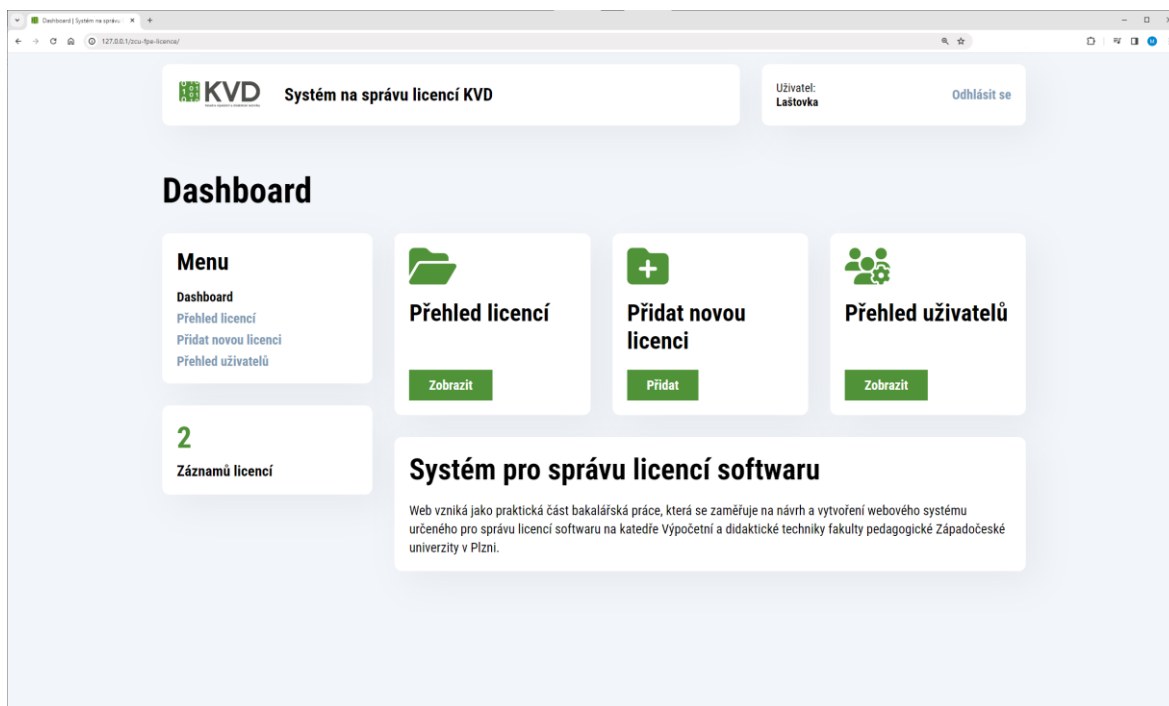 Dashboard | Systém na správu
127.0.0.1/zcu-fpe-licence/
KVD
Systém na správu licencí KVD
Uživatel:
Laštovka
Odhlásit se
Dashboard
Menu
Dashboard
Přehled licencí
Přidat novou licenci
Přehled uživatelů
2
Záznamů licencí
Přehled licencí
Zobrazit
Přidat novou
licenci
Přidat
Přehled uživatelů
Zobrazit
Systém pro správu licencí softwaru
Web vzniká jako praktická část bakalářská práce, která se zaměřuje na návrh a vytvoření webového systému
určeného pro správu licencí softwaru na katedře Výpočetní a didaktické techniky fakulty pedagogické Západočeské
univerzity v Plzni.